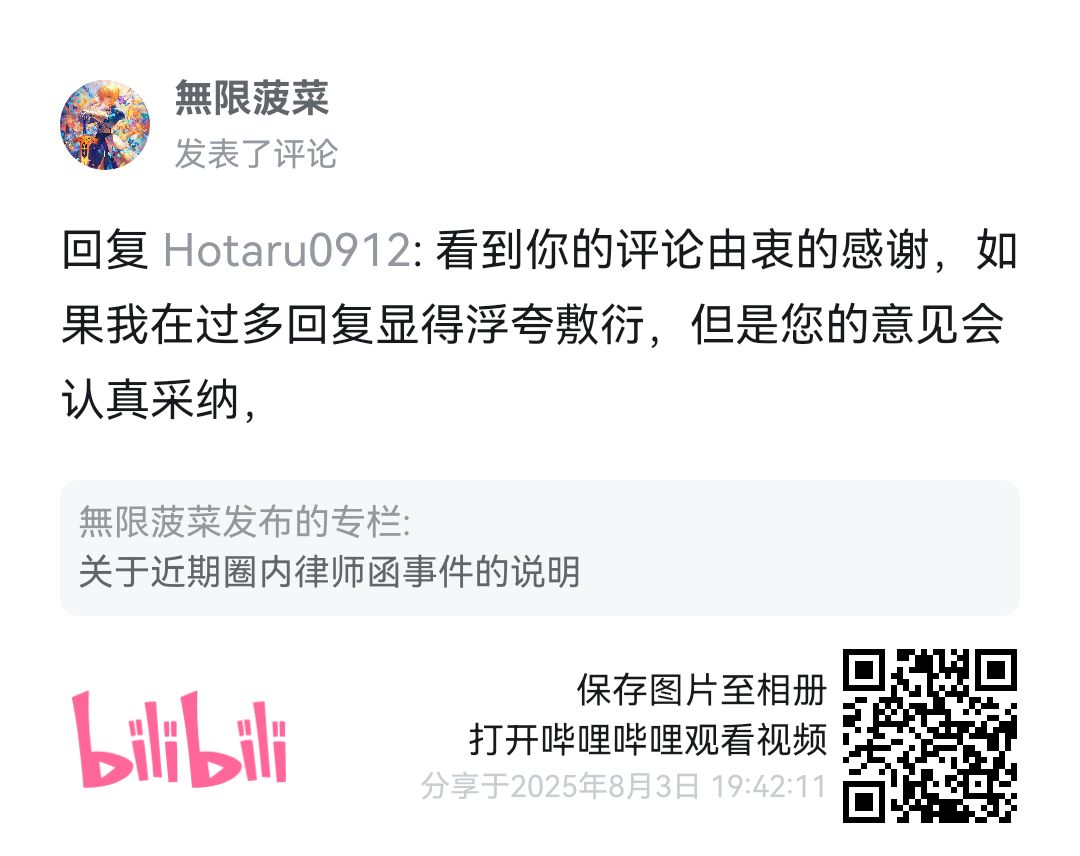 無限菠菜
发表了评论
回复 Hotaru0912: 看到你的评论由衷的感谢，如
果我在过多回复显得浮夸敷衍，但是您的意见会
认真采纳，
無限菠菜发布的专栏:
关于近期圈内律师函事件的说明
bilibili
保存图片至相册
打开哔哩哔哩观看视频
分享于2025年8月3日 19:42:11